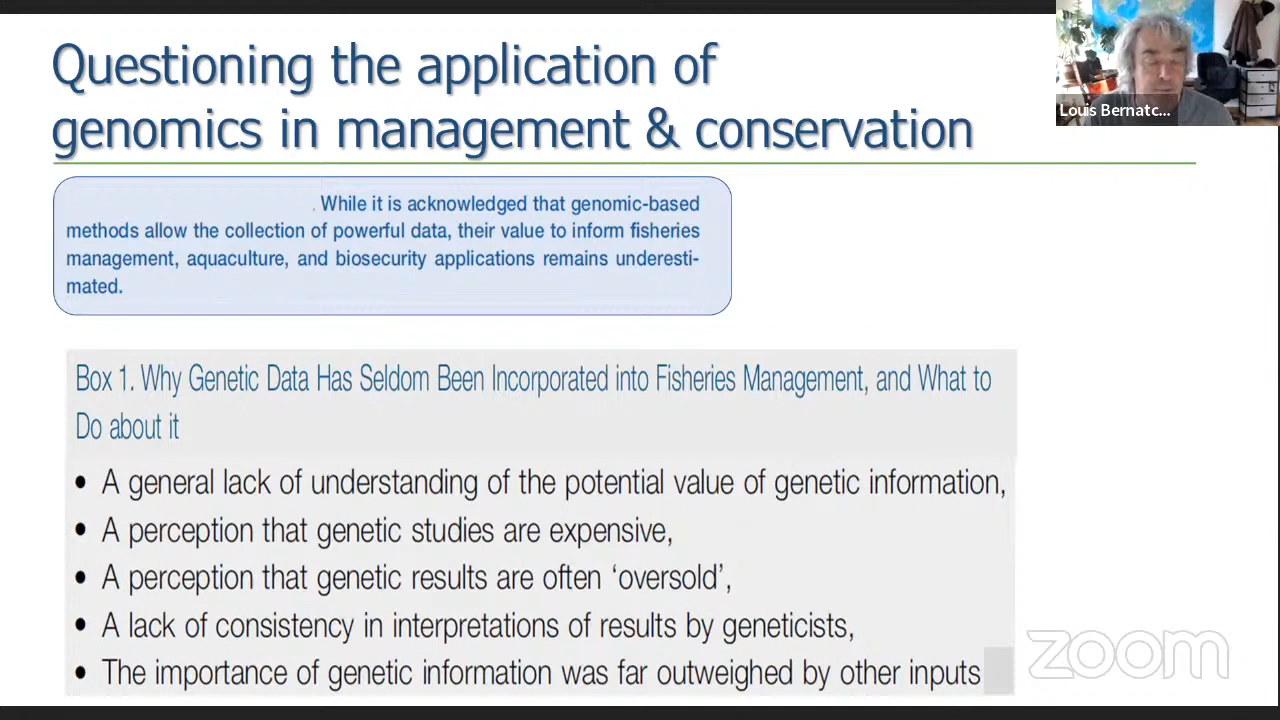 Questioning the application of
genomics in management & conservation
Louis Bernatc...
. While it is acknowledged that genomic-based
methods allow the collection of powerful data, their value to inform fisheries
management, aquaculture, and biosecurity applications remains underesti-
mated.
Box 1. Why Genetic Data Has Seldom Been Incorporated into Fisheries Management, and What to
Do about it
• A general lack of understanding of the potential value of genetic information,
• A perception that genetic studies are expensive,
• A perception that genetic results are often ‘oversold’,
• A lack of consistency in interpretations of results by geneticists,
• The importance of genetic information was far outweighed by other inputs
zoom